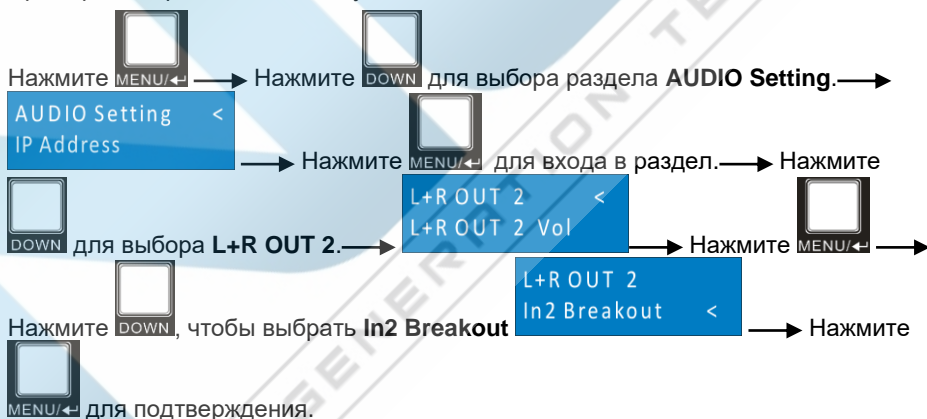 Нажмите MENU/↵ → Нажмите DOWN для выбора раздела AUDIO Setting. →
AUDIO Setting <
IP Address
→ Нажмите MENU/↵ для входа в раздел. → Нажмите
DOWN для выбора L+R OUT 2. →
L+R OUT 2 <
L+R OUT 2 Vol
→ Нажмите MENU/↵ →
Нажмите DOWN, чтобы выбрать In2 Breakout
L+R OUT 2
In2 Breakout <
→ Нажмите
MENU/↵ для подтверждения.
GENERATION TE